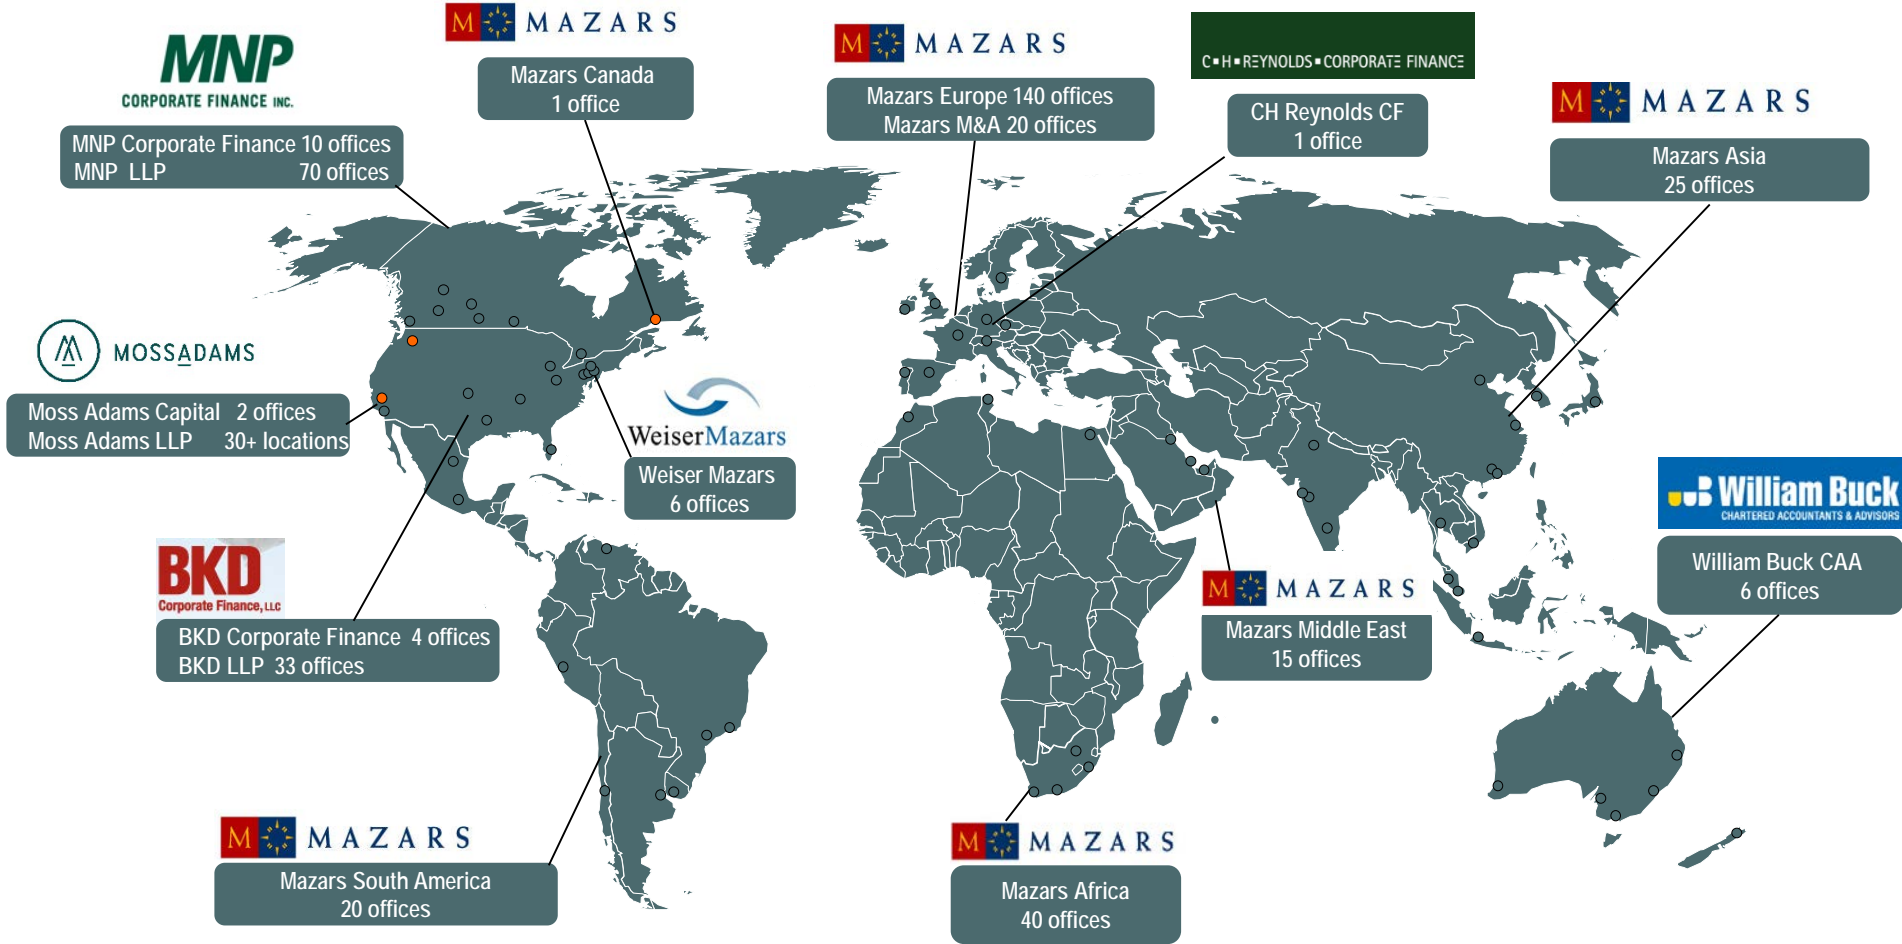 MNP
CORPORATE FINANCE INC.
MNP Corporate Finance 10 offices
MNP LLP 70 offices
M MAZARS
Mazars Canada
1 office
M MAZARS
Mazars Europe 140 offices
Mazars M&A 20 offices
C▪H▪REYNOLDS▪CORPORATE FINANCE
CH Reynolds CF
1 office
M MAZARS
Mazars Asia
25 offices
MOSSADAMS
Moss Adams Capital 2 offices
Moss Adams LLP 30+ locations
WeiserMazars
Weiser Mazars
6 offices
William Buck
CHARTERED ACCOUNTANTS & ADVISORS
William Buck CAA
6 offices
BKD
Corporate Finance, LLC
BKD Corporate Finance 4 offices
BKD LLP 33 offices
M MAZARS
Mazars Middle East
15 offices
M MAZARS
Mazars South America
20 offices
M MAZARS
Mazars Africa
40 offices